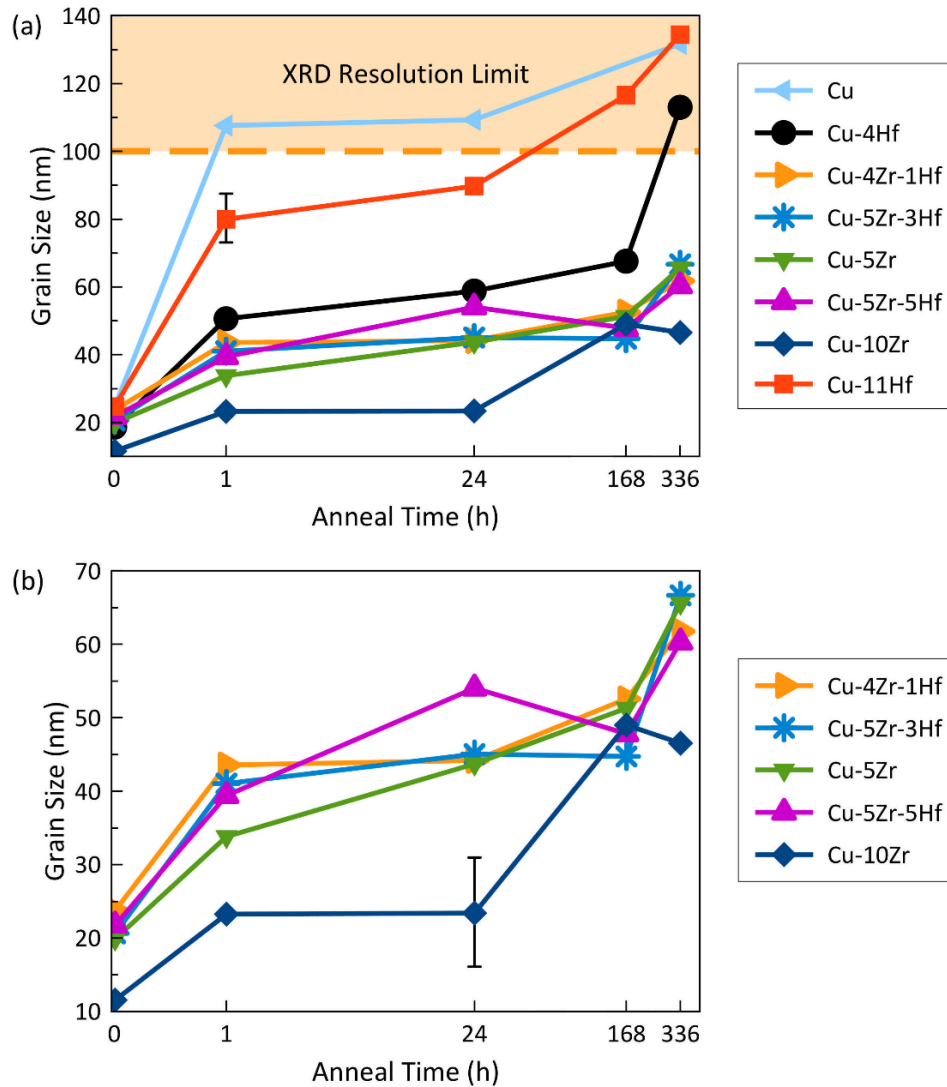 (a)
140
120
100
80
60
40
20
Grain Size (nm)
XRD Resolution Limit
0 1 24 168 336
Anneal Time (h)
Cu
Cu-4Hf
Cu-4Zr-1Hf
Cu-5Zr-3Hf
Cu-5Zr
Cu-5Zr-5Hf
Cu-10Zr
Cu-11Hf
(b)
70
60
50
40
30
20
10
Grain Size (nm)
0 1 24 168 336
Anneal Time (h)
Cu-4Zr-1Hf
Cu-5Zr-3Hf
Cu-5Zr
Cu-5Zr-5Hf
Cu-10Zr